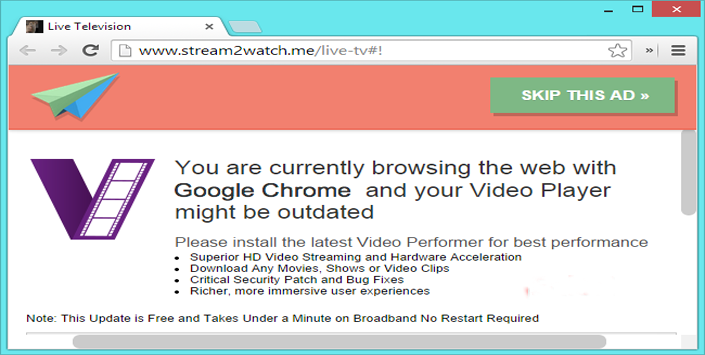 Live Television
www.stream2watch.me/live-tv#!
SKIP THIS AD »
You are currently browsing the web with
Google Chrome and your Video Player
might be outdated
Please install the latest Video Performer for best performance
• Superior HD Video Streaming and Hardware Acceleration
• Download Any Movies, Shows or Video Clips
• Critical Security Patch and Bug Fixes
• Richer, more immersive user experiences
Note: This Update is Free and Takes Under a Minute on Broadband No Restart Required